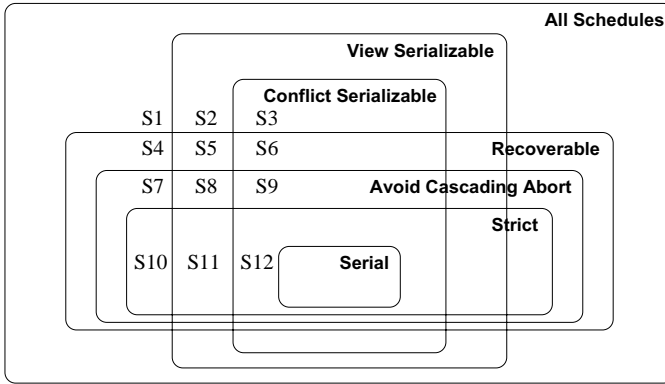 All Schedules
View Serializable
Conflict Serializable
S1 S2 S3
S4 S5 S6 Recoverable
S7 S8 S9 Avoid Cascading Abort
Strict
S10 S11 S12 Serial